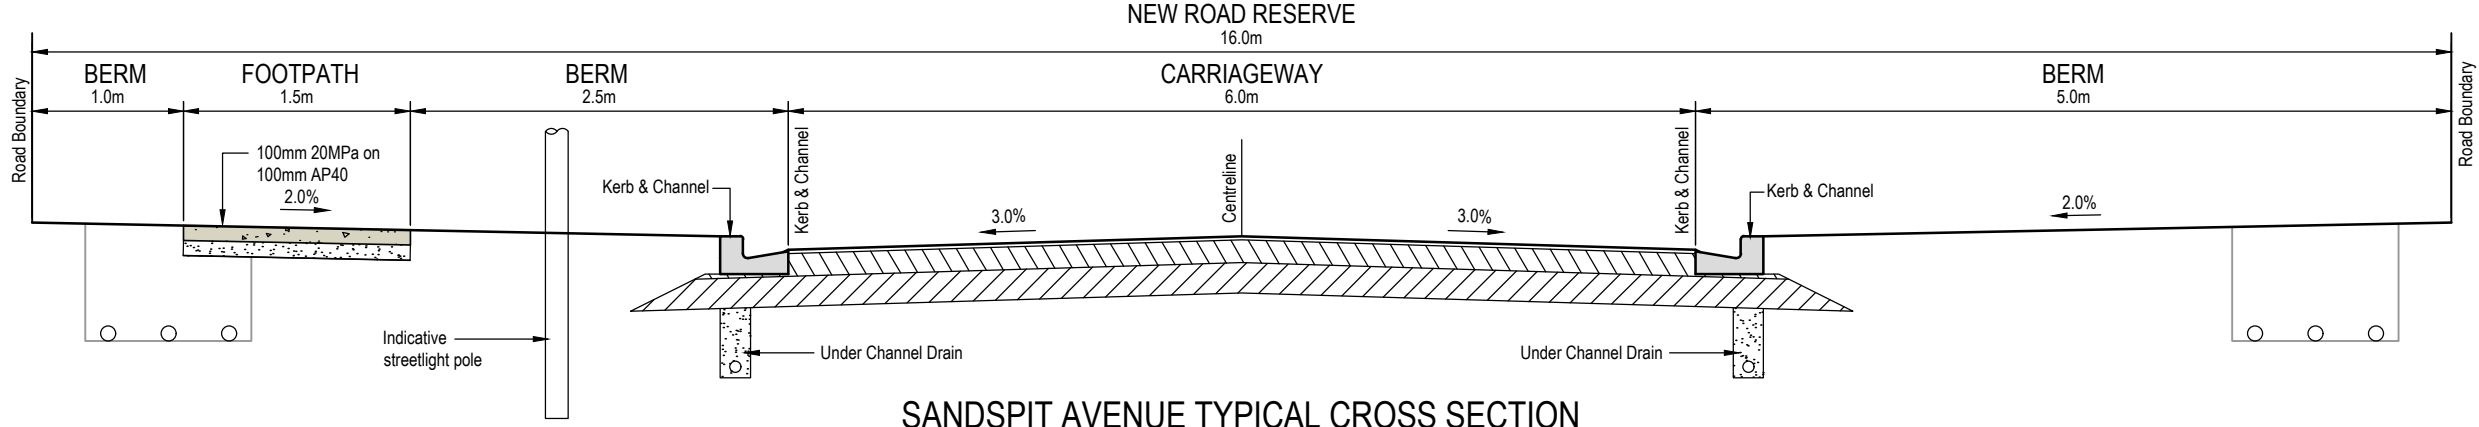 NEW ROAD RESERVE
16.0m
BERM
1.0m
FOOTPATH
1.5m
BERM
2.5m
CARRIAGEWAY
6.0m
BERM
5.0m
Road Boundary
100mm 20MPa on
100mm AP40
2.0%
Kerb & Channel
Kerb & Channel
3.0%
Centreline
3.0%
Kerb & Channel
Kerb & Channel
2.0%
Road Boundary
Indicative
streetlight pole
Under Channel Drain
Under Channel Drain
SANDSPIT AVENUE TYPICAL CROSS SECTION